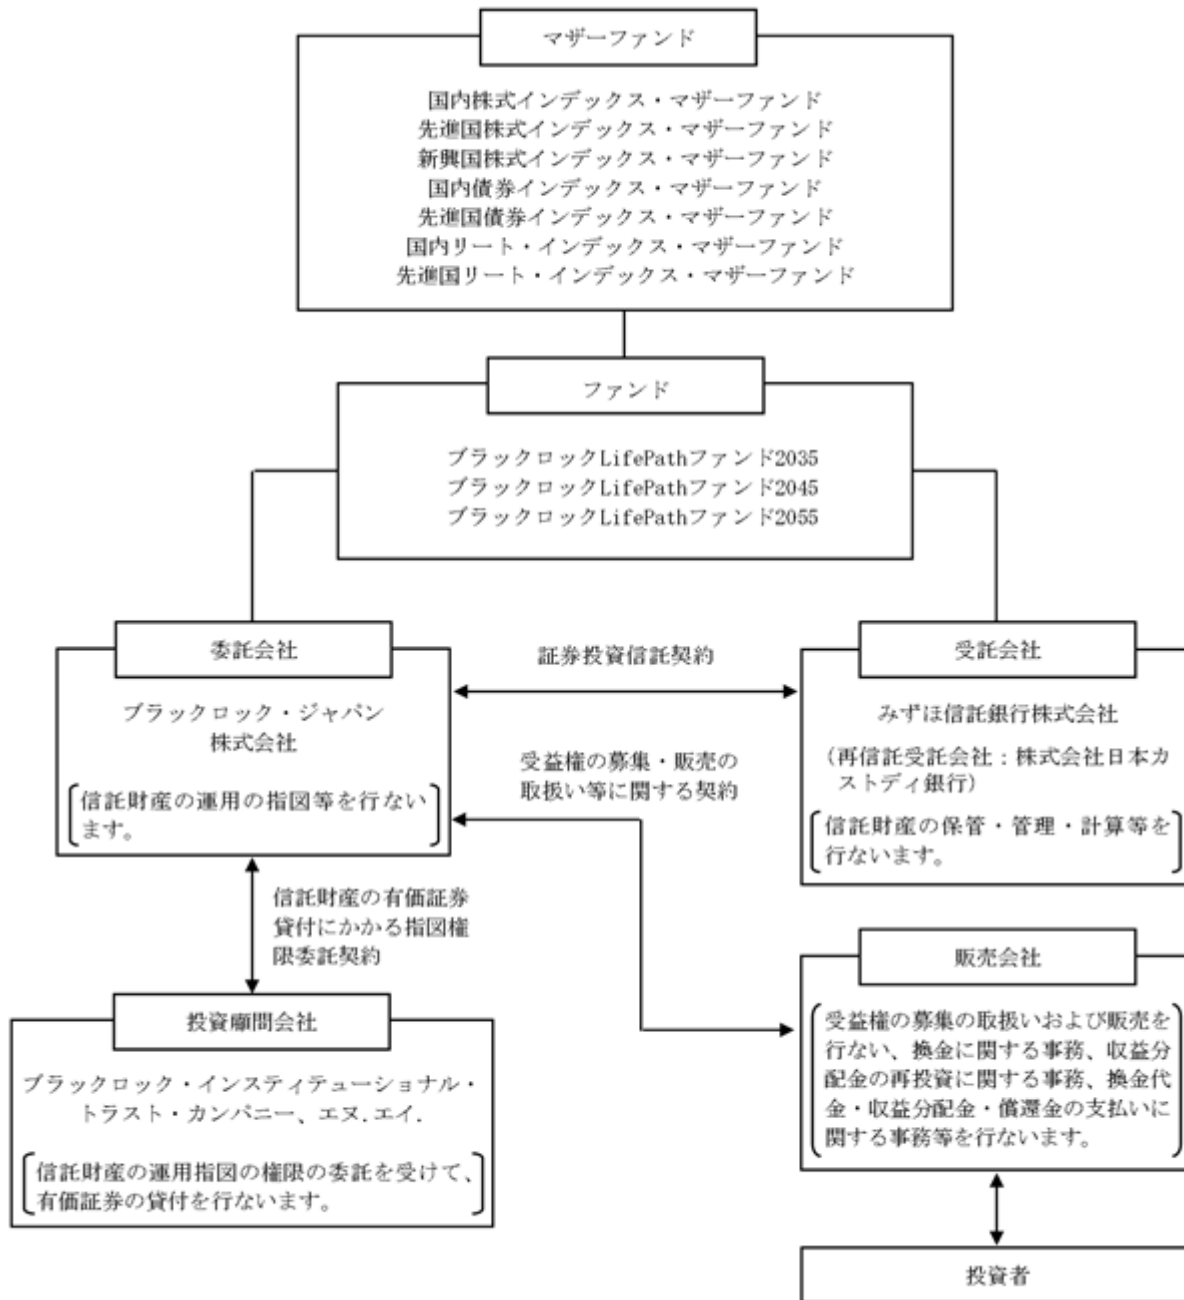 マザーファンド
国内株式インデックス・マザーファンド
先進国株式インデックス・マザーファンド
新興国株式インデックス・マザーファンド
国内債券インデックス・マザーファンド
先進国債券インデックス・マザーファンド
国内リート・インデックス・マザーファンド
先進国リート・インデックス・マザーファンド
ファンド
ブラックロックLifePathファンド2035
ブラックロックLifePathファンド2045
ブラックロックLifePathファンド2055
委託会社
ブラックロック・ジャパン
株式会社
信託財産の運用の指図等を行ない
ます。
証券投資信託契約
受益権の募集・販売の
取扱い等に関する契約
受託会社
みずほ信託銀行株式会社
(再信託受託会社:株式会社日本カ
ストディ銀行)
信託財産の保管・管理・計算等を
行ないます。
信託財産の有価証券
貸付にかかる指図権
限委託契約
投資顧問会社
ブラックロック・インスティテューショナル・
トラスト・カンパニー、エヌ.エイ.
信託財産の運用指図の権限の委託を受けて、
有価証券の貸付を行ないます。
販売会社
受益権の募集の取扱いおよび販売を
行ない、換金に関する事務、収益分
配金の再投資に関する事務、換金代
金・収益分配金・償還金の支払いに
関する事務等を行ないます。
投資者